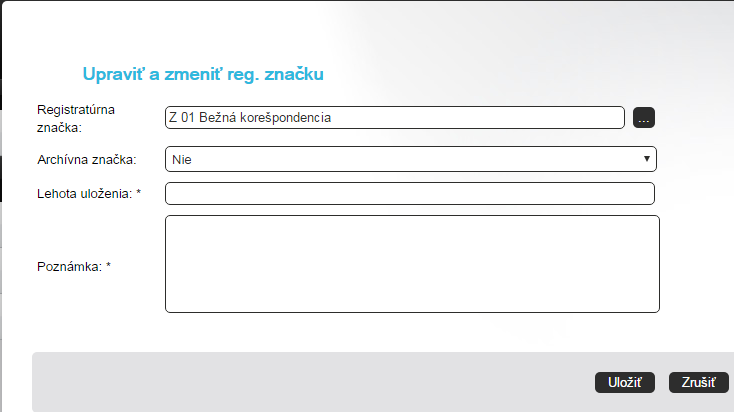 Upraviť a zmeniť reg. značku
Registratúrna
značka:
Z 01 Bežná korešpondencia
...
Archívna značka:
Nie
Lehota uloženia: *
Poznámka: *
Uložiť
Zrušiť